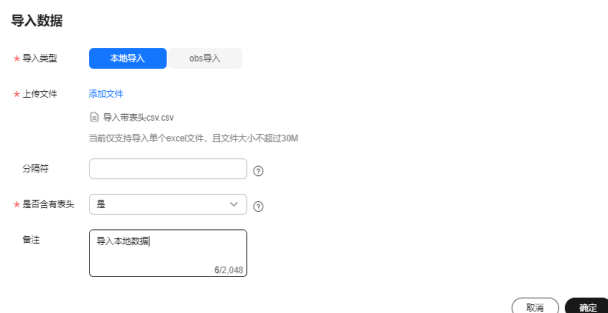 导入数据
* 导入类型 本地导入 obs导入
* 上传文件 添加文件
导入带表头csv.csv
当前仅支持导入单个excel文件，且文件大小不超过30M
分隔符 ?
* 是否含有表头 是 ?
备注 导入本地数据
6/2,048
取消 确定